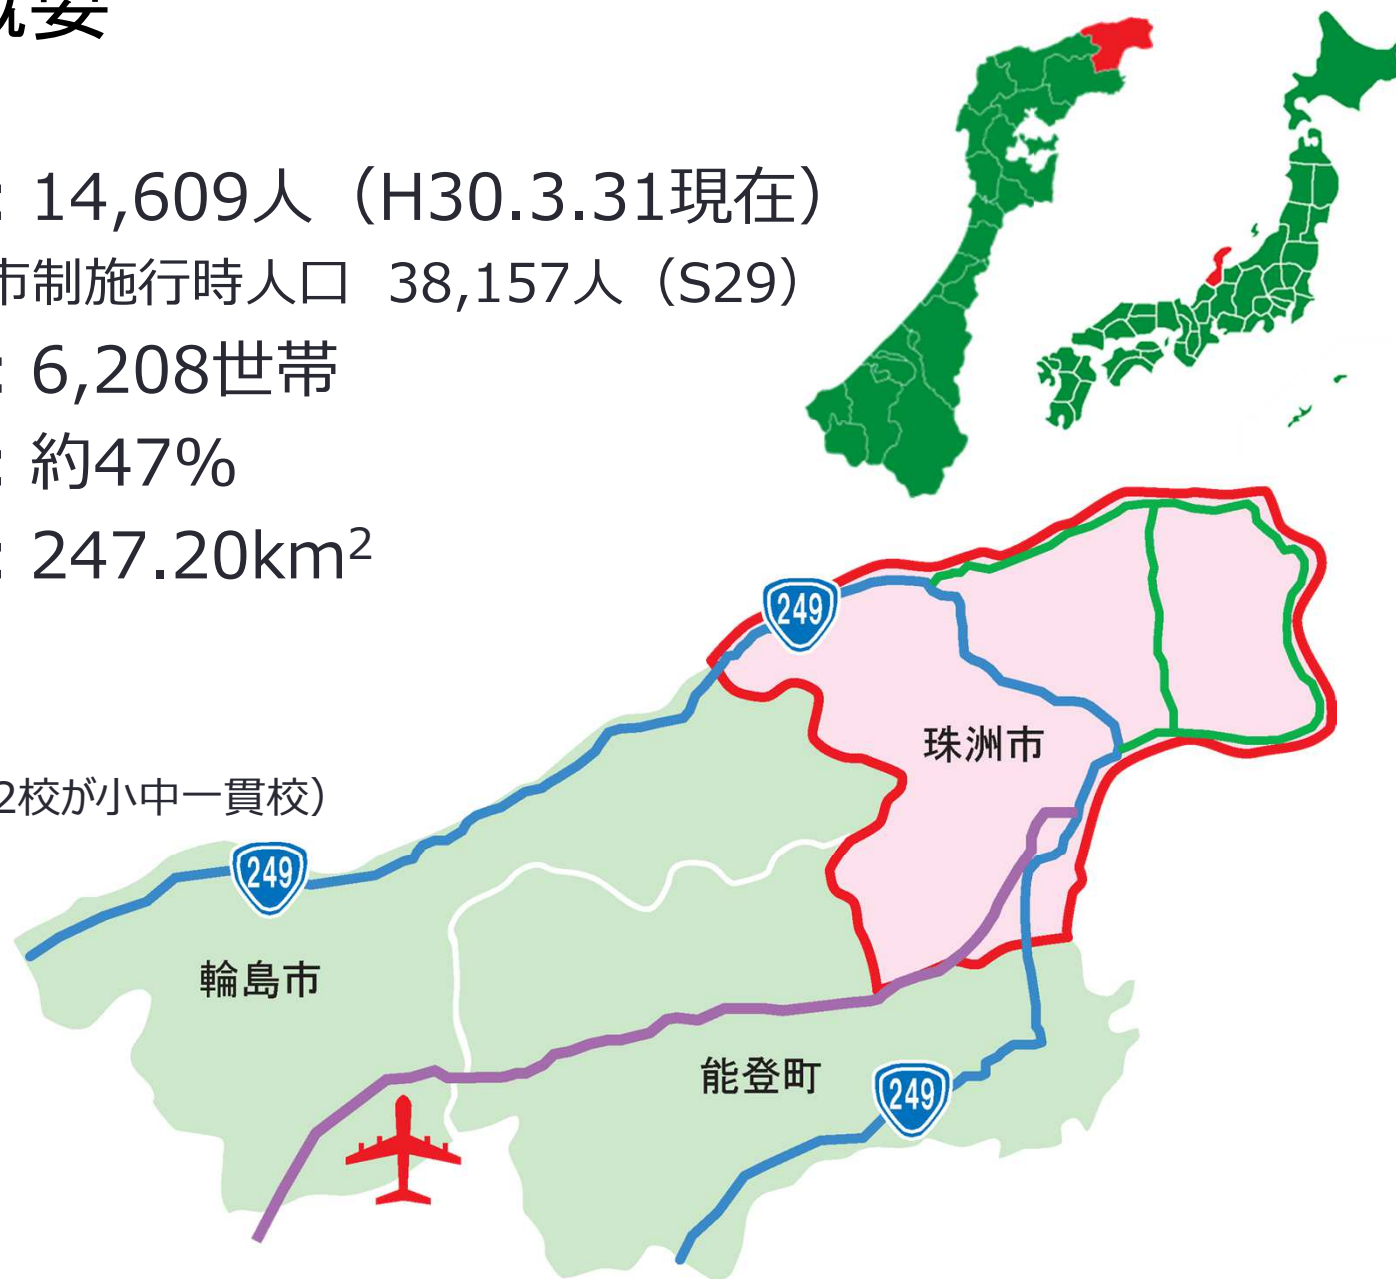 概要
: 14,609人（H30.3.31現在）
市制施行時人口 38,157人（S29）
: 6,208世帯
: 約47%
: 247.20km²
2校が小中一貫校）
249
珠洲市
249
輪島市
能登町
249